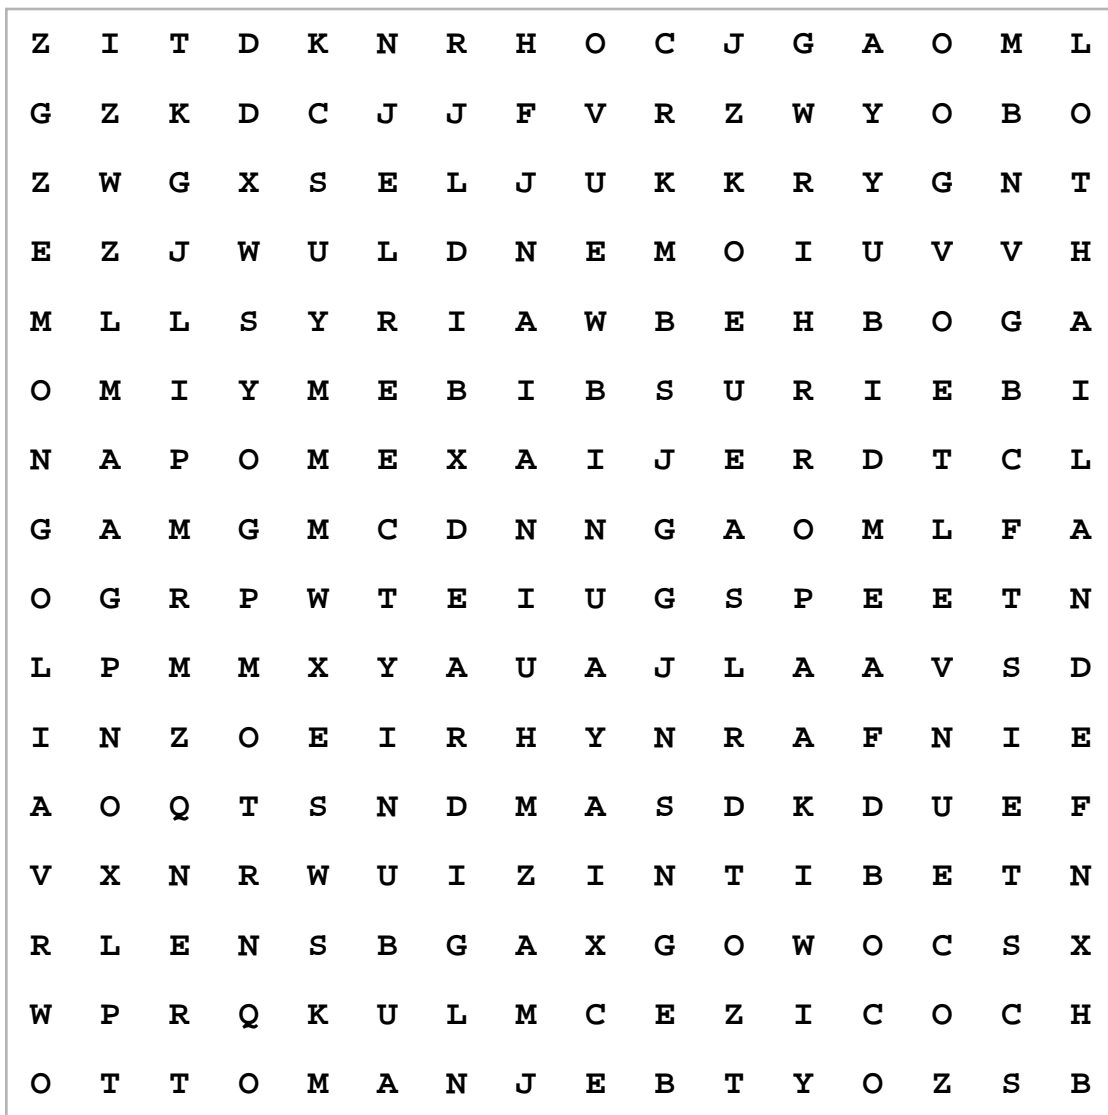 Z I T D K N R H O C J G A O M L
G Z K D C J J F V R Z W Y O B O
Z W G X S E L J U K K R Y G N T
E Z J W U L D N E M O I U V V H
M L L S Y R I A W B E H B O G A
O M I Y M E B I B S U R I E B I
N A P O M E X A I J E R D T C L
G A M G M C D N N G A O M L F A
O G R P W T E I U G S P E E T N
L P M M X Y A U A J L A A V S D
I N Z O E I R H Y N R A F N I E
A O Q T S N D M A S D K D U E F
V X N R W U I Z I N T I B E T N
R L E N S B G A X G O W O C S X
W P R Q K U L M C E Z I C O C H
O T T O M A N J E B T Y O Z S B